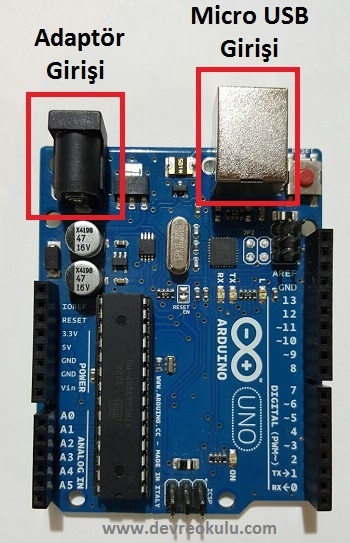 Adaptör
Girişi
Micro USB
Girişi
X419B
47
16V
X419B
47
16V
JP2
RESET
EN
RX
TX
L
AREF
GND
13
12
~11
~10
~9
8
7
~6
~5
4
~3
2
TX→1
RX←0
DIGITAL (PWM~)
ARDUINO
UNO
IOREF
RESET
3.3V
5V
GND
GND
Vin
POWER
A0
A1
A2
A3
A4
A5
ANALOG IN
WWW.ARDUINO.CC - MADE IN ITALY
ON
ICSP
www.devreokulu.com